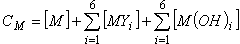 C_M = [M] + \sum_{i=1}^{6} [MY_i] + \sum_{i=1}^{6} [M(OH)_i]